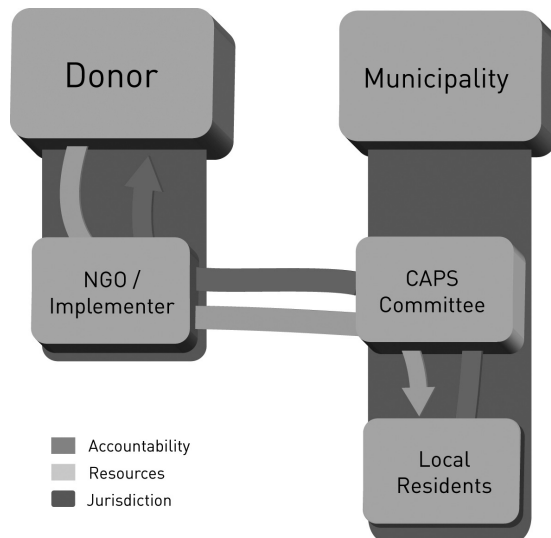 Donor
Municipality
NGO /
Implementer
CAPS
Committee
Local
Residents
Accountability
Resources
Jurisdiction